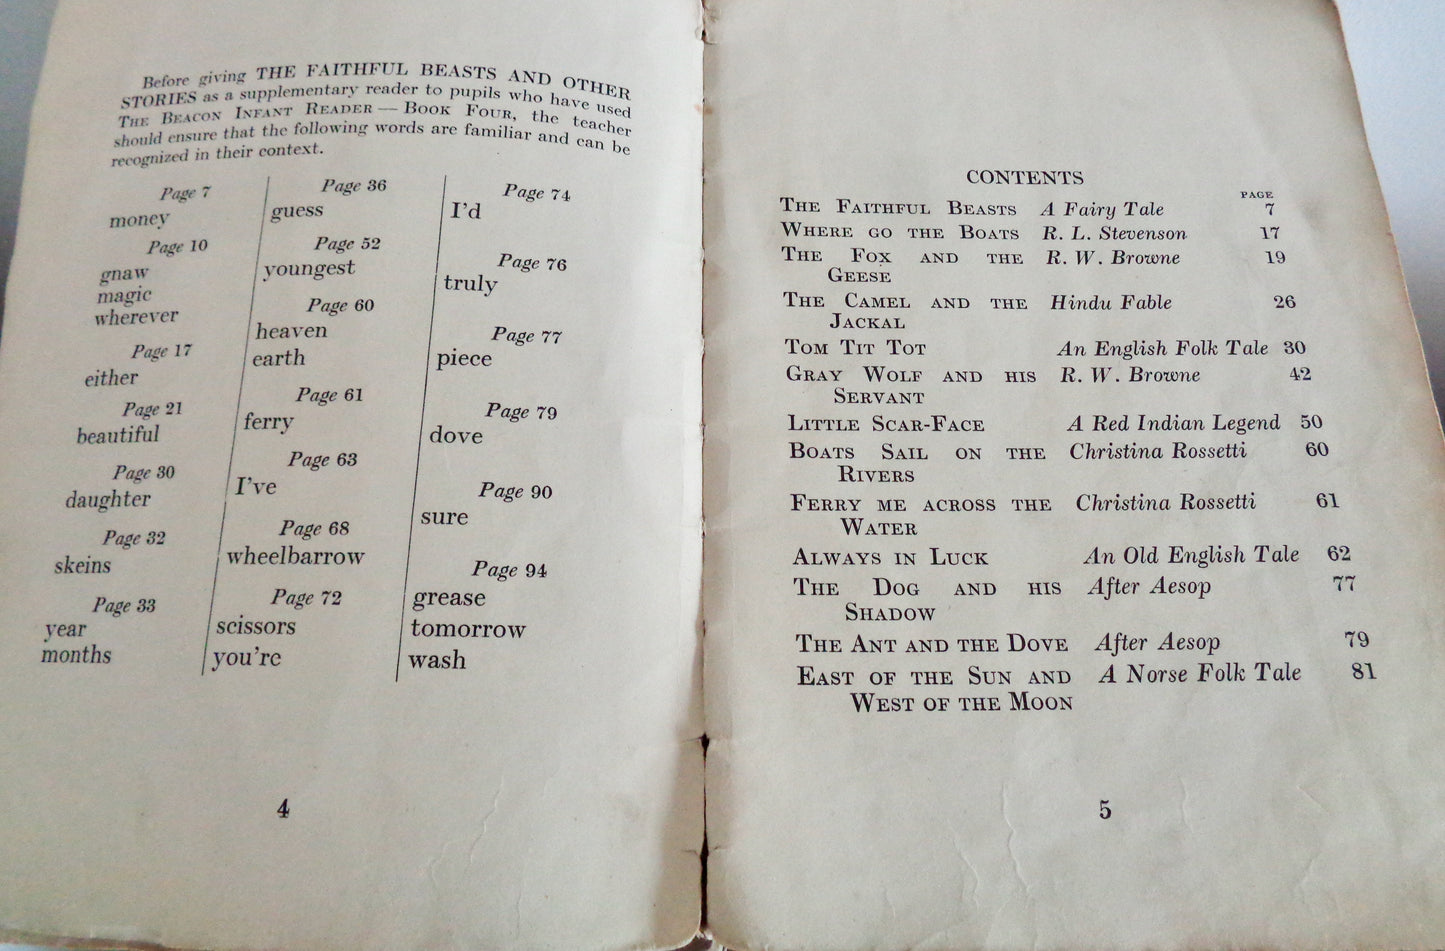 Before giving THE FAITHFUL BEASTS AND OTHER
STORIES as a supplementary reader to pupils who have used
THE BEACON INFANT READER — BOOK FOUR, the teacher
should ensure that the following words are familiar and can be
recognized in their context.
Page 7
money
Page 10
gnaw
magic
wherever
Page 17
either
Page 21
beautiful
Page 30
daughter
Page 32
skeins
Page 33
year
months
Page 36
guess
Page 52
youngest
Page 60
heaven
earth
Page 61
ferry
Page 63
I've
Page 68
wheelbarrow
Page 72
scissors
you're
Page 74
I'd
Page 76
truly
Page 77
piece
Page 79
dove
Page 90
sure
Page 94
grease
tomorrow
wash
4
CONTENTS
PAGE
THE FAITHFUL BEASTS A Fairy Tale 7
WHERE GO THE BOATS R. L. Stevenson 17
THE FOX AND THE R. W. Browne 19
GEESE
THE CAMEL AND THE Hindu Fable 26
JACKAL
TOM TIT TOT An English Folk Tale 30
GRAY WOLF AND HIS R. W. Browne 42
SERVANT
LITTLE SCAR-FACE A Red Indian Legend 50
BOATS SAIL ON THE Christina Rossetti 60
RIVERS
FERRY ME ACROSS THE Christina Rossetti 61
WATER
ALWAYS IN LUCK An Old English Tale 62
THE DOG AND HIS After Aesop 77
SHADOW
THE ANT AND THE DOVE After Aesop 79
EAST OF THE SUN AND A Norse Folk Tale 81
WEST OF THE MOON
5